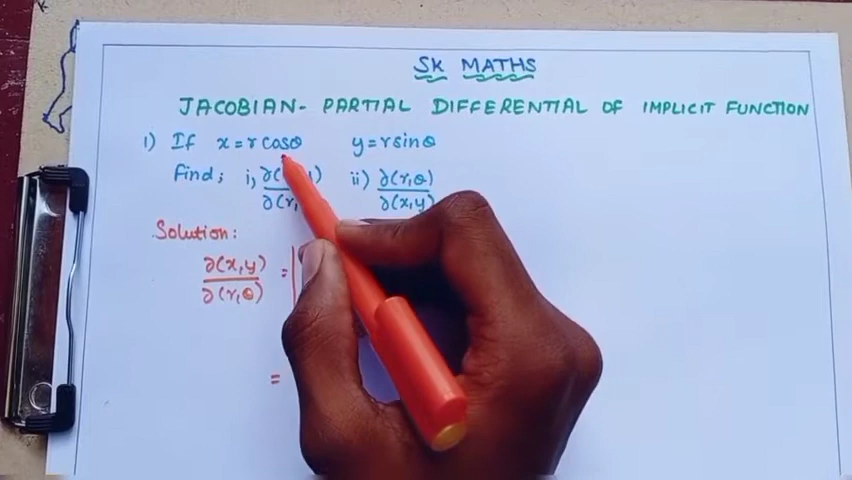 SK MATHS
JACOBIAN- PARTIAL DIFFERENTIAL OF IMPLICIT FUNCTION
1) If x = r cosθ y = r sinθ
Find; i, ∂( ) / ∂(r, ii) ∂(r,θ) / ∂(x,y)
Solution:
∂(x,y) / ∂(r,θ) = |
=